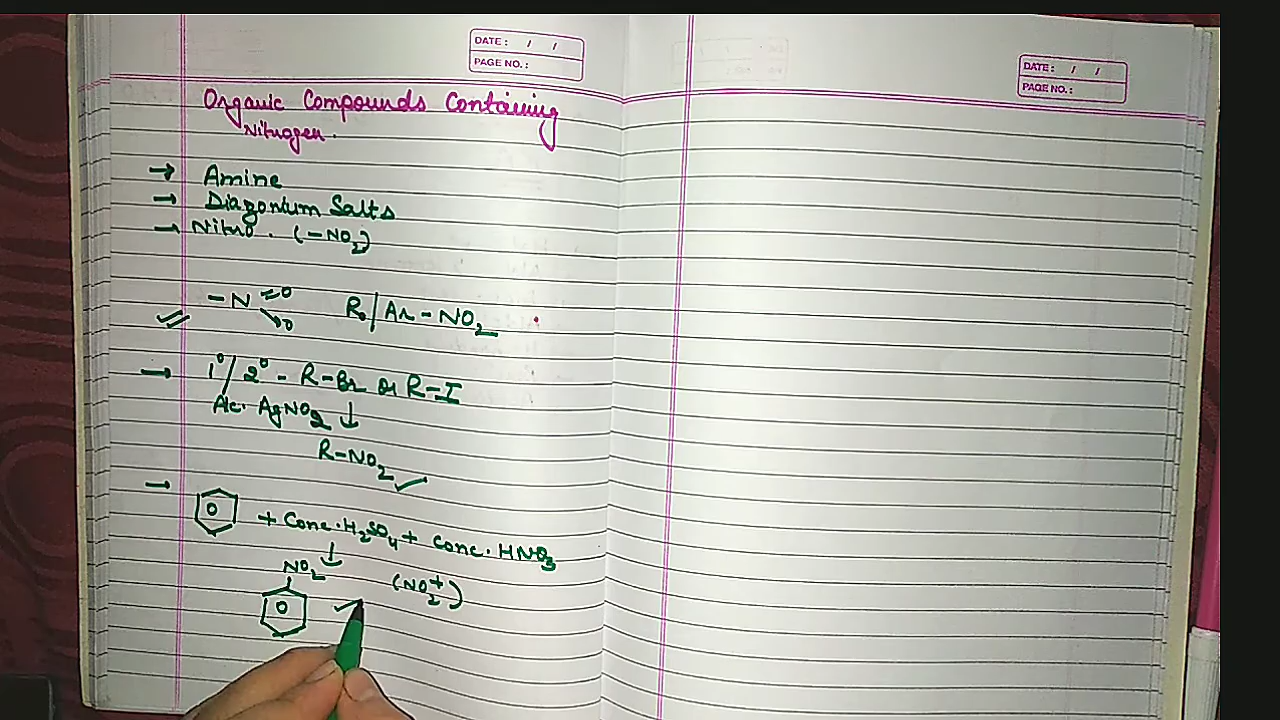 DATE : / /
PAGE NO. :
DATE : / /
PAGE NO. :
Organic Compounds Containing
Nitrogen.
→ Amine
→ Diazonium Salts
→ Nitro. (-NO₂)
-N =O
→O
R/Ar-NO₂
→ 1°/2° - R-Br or R-I
Alc. AgNO₂ ↓
R-NO₂ ✓
→ + Conc. H₂SO₄ + Conc. HNO₃
↓
NO₂
(NO₂⁺)